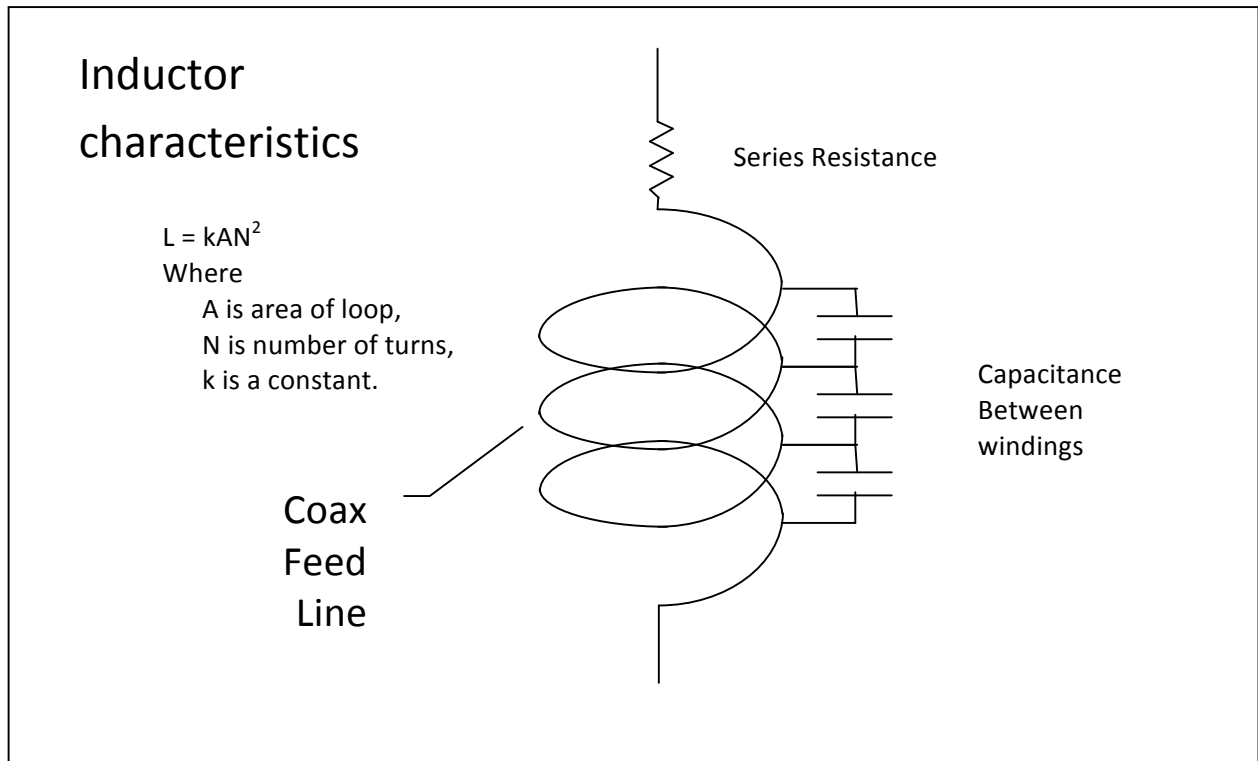 Inductor
characteristics
L = kAN²
Where
A is area of loop,
N is number of turns,
k is a constant.
Coax
Feed
Line
Series Resistance
Capacitance
Between
windings